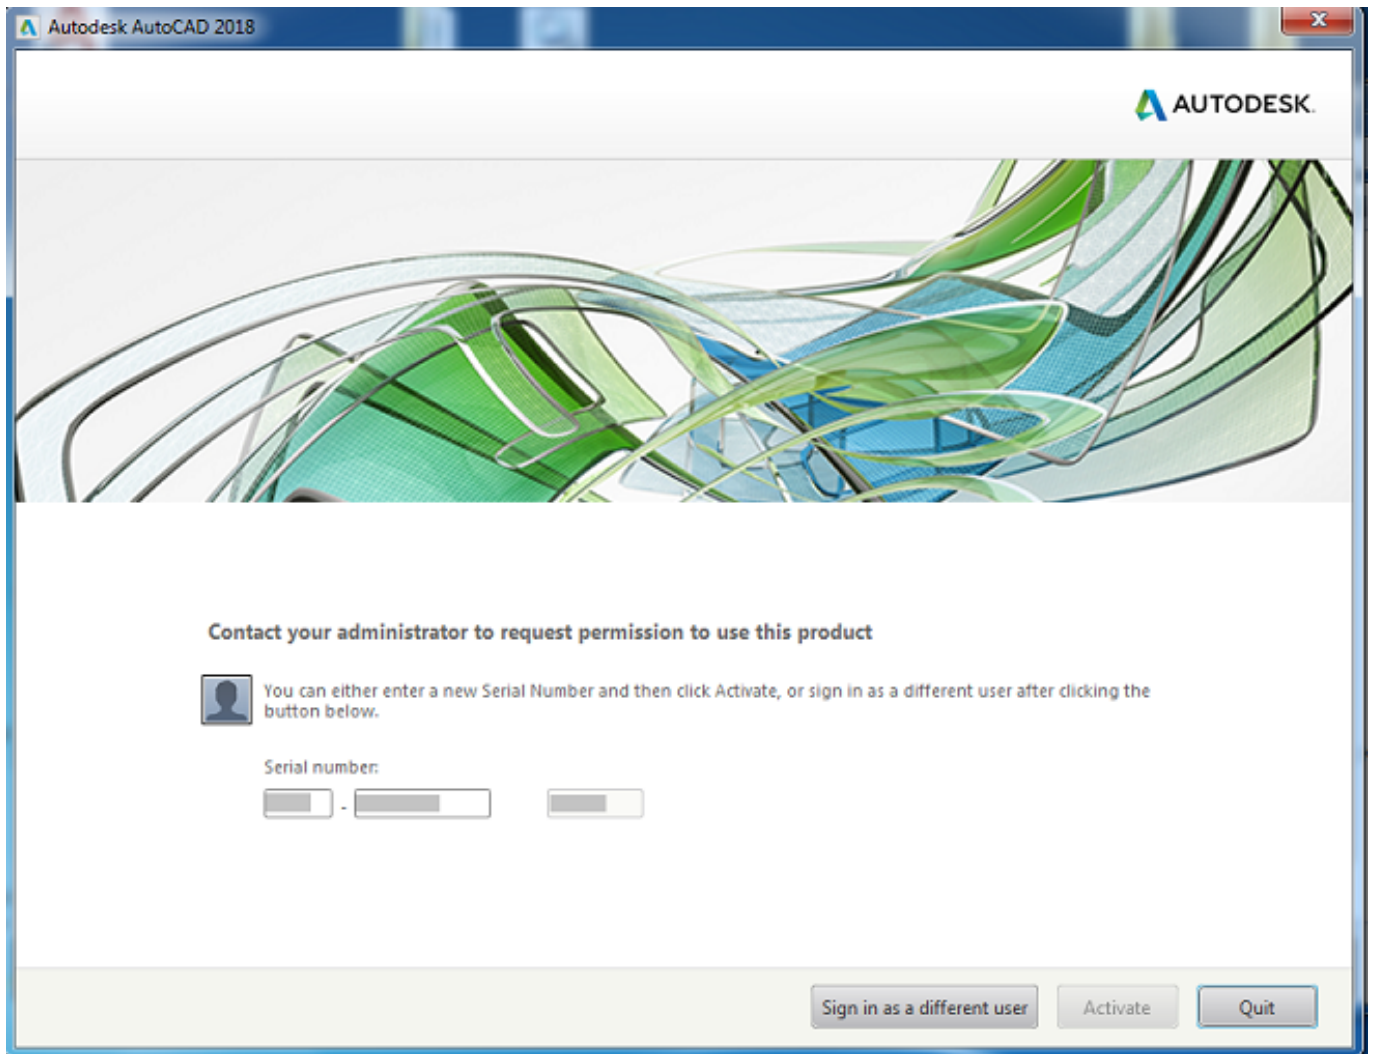 Autodesk AutoCAD 2018
AUTODESK.
Contact your administrator to request permission to use this product
You can either enter a new Serial Number and then click Activate, or sign in as a different user after clicking the
button below.
Serial number:
-
Sign in as a different user
Activate
Quit